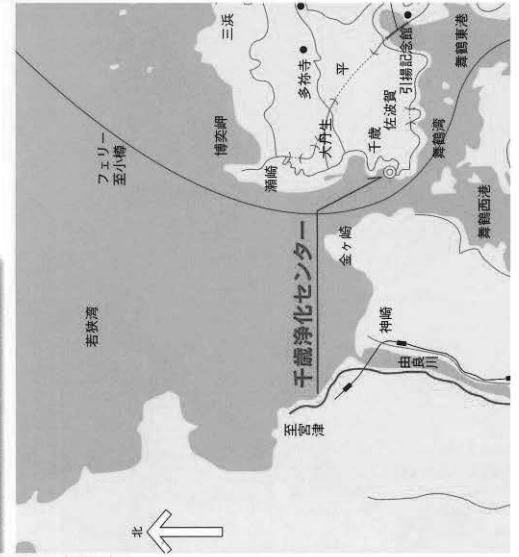 三浜
多祢寺
平
引揚記念館
舞鶴東港
佐波賀
千歳
大丹生
博奕岬
瀬崎
フェリー
至小樽
舞鶴湾
舞鶴西港
金ヶ崎
千歳浄化センター
若狭湾
神崎
由良川
至宮津
北